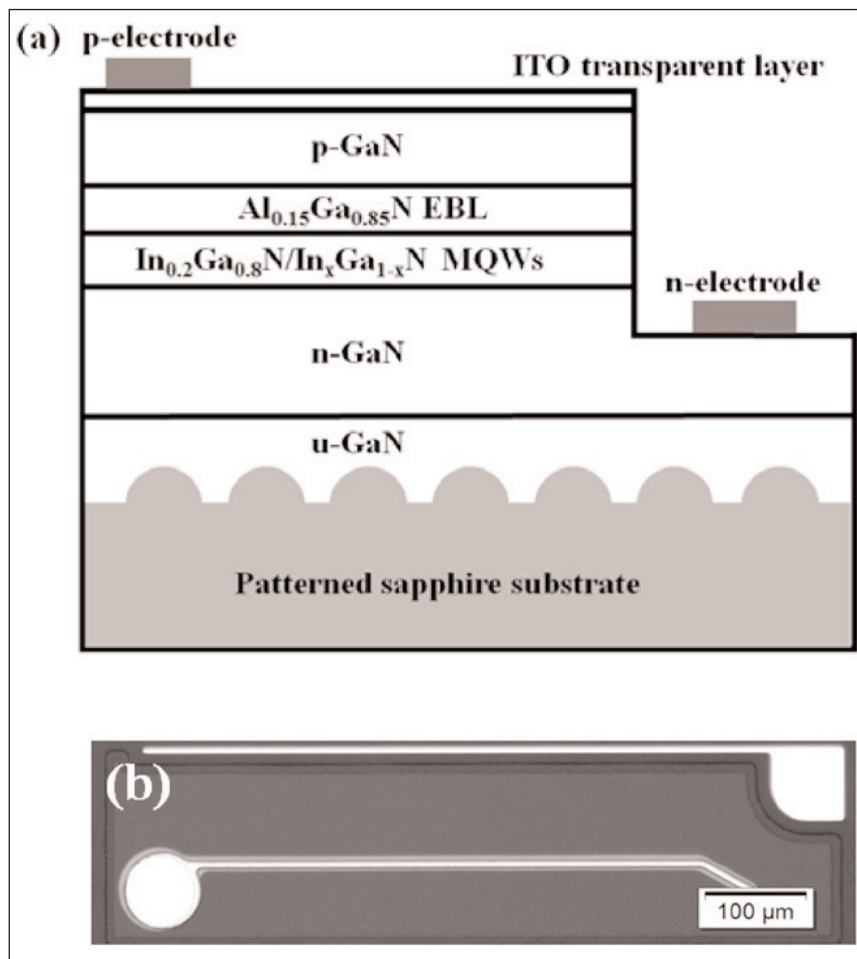 (a) p-electrode
ITO transparent layer
p-GaN
Al₀.₁₅Ga₀.₈₅N EBL
In₀.₂Ga₀.₈N/InₓGa₁₋ₓN MQWs
n-electrode
n-GaN
u-GaN
Patterned sapphire substrate
(b)
100 µm